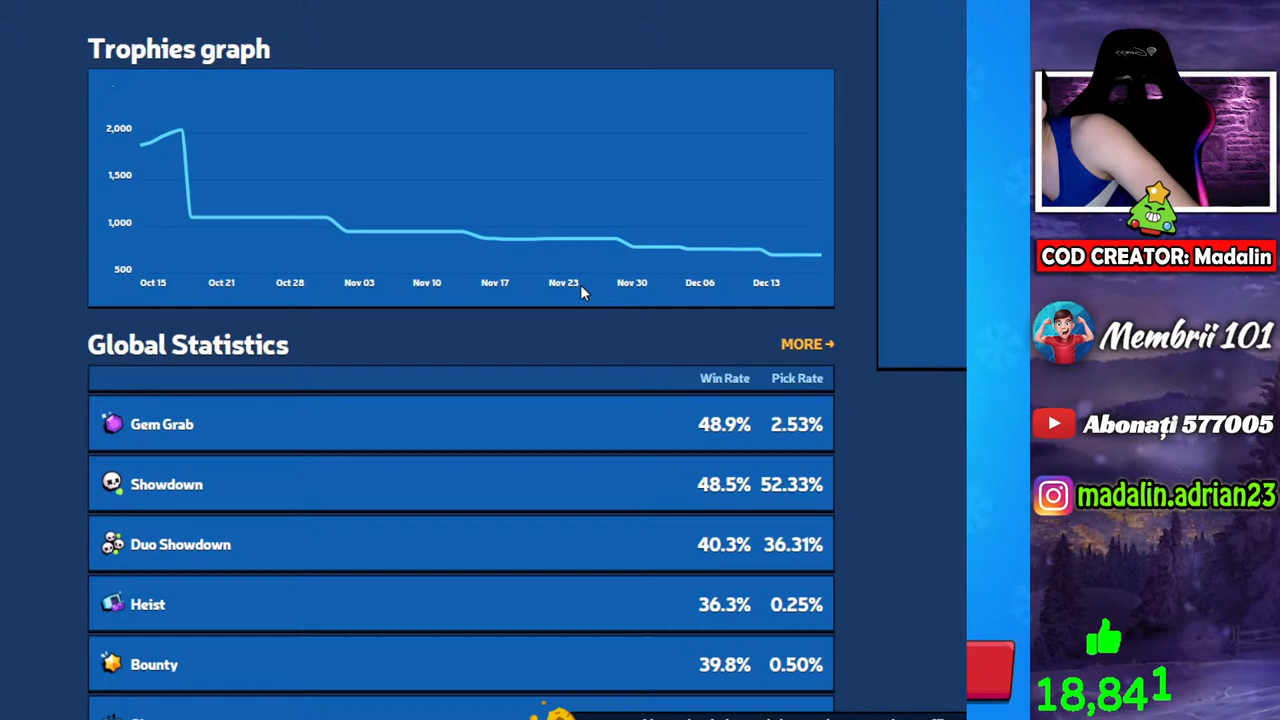 Trophies graph
2,000
1,500
1,000
500
Oct 15 Oct 21 Oct 28 Nov 03 Nov 10 Nov 17 Nov 23 Nov 30 Dec 06 Dec 13
Global Statistics MORE →
Win Rate Pick Rate
Gem Grab 48.9% 2.53%
Showdown 48.5% 52.33%
Duo Showdown 40.3% 36.31%
Heist 36.3% 0.25%
Bounty 39.8% 0.50%
COD CREATOR: Madalin
Membrii 101
Abonați 577005
madalin.adrian23
18,841